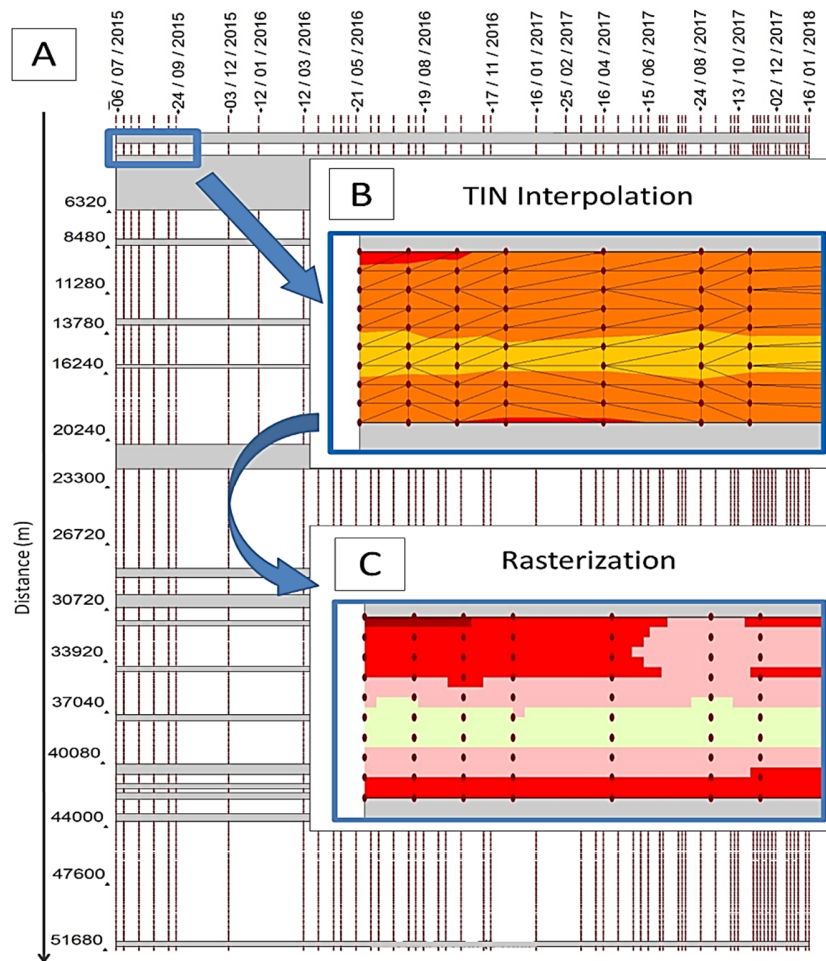 A
-06 / 07 / 2015
-24 / 09 / 2015
-03 / 12 / 2015
-12 / 01 / 2016
-12 / 03 / 2016
-21 / 05 / 2016
-19 / 08 / 2016
-17 / 11 / 2016
-16 / 01 / 2017
-25 / 02 / 2017
-16 / 04 / 2017
-15 / 06 / 2017
-24 / 08 / 2017
-13 / 10 / 2017
-02 / 12 / 2017
-16 / 01 / 2018
B
TIN Interpolation
6320
8480
11280
13780
16240
20240
23300
26720
C
Rasterization
Distance (m)
30720
33920
37040
40080
44000
47600
51680